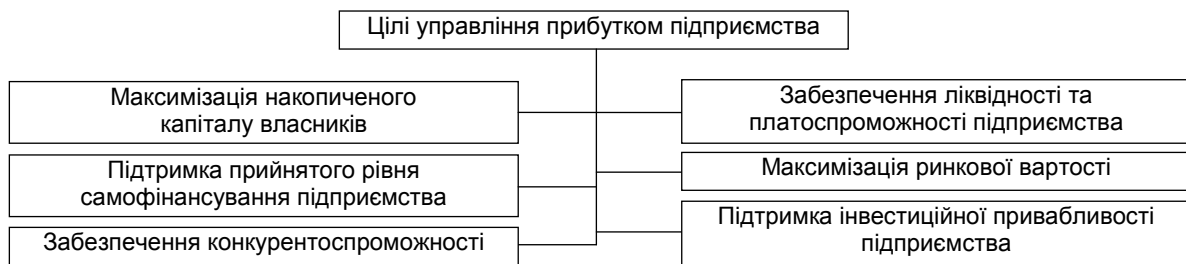 Цілі управління прибутком підприємства
Максимізація накопиченого
капіталу власників
Підтримка прийнятого рівня
самофінансування підприємства
Забезпечення конкурентоспроможності
Забезпечення ліквідності та
платоспроможності підприємства
Максимізація ринкової вартості
Підтримка інвестиційної привабливості
підприємства